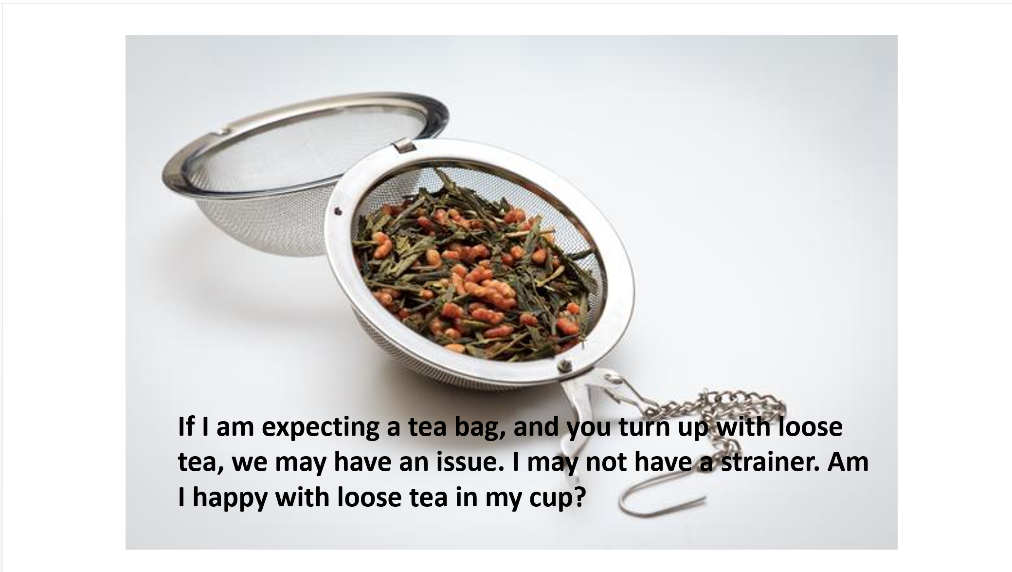 If I am expecting a tea bag, and you turn up with loose
tea, we may have an issue. I may not have a strainer. Am
I happy with loose tea in my cup?